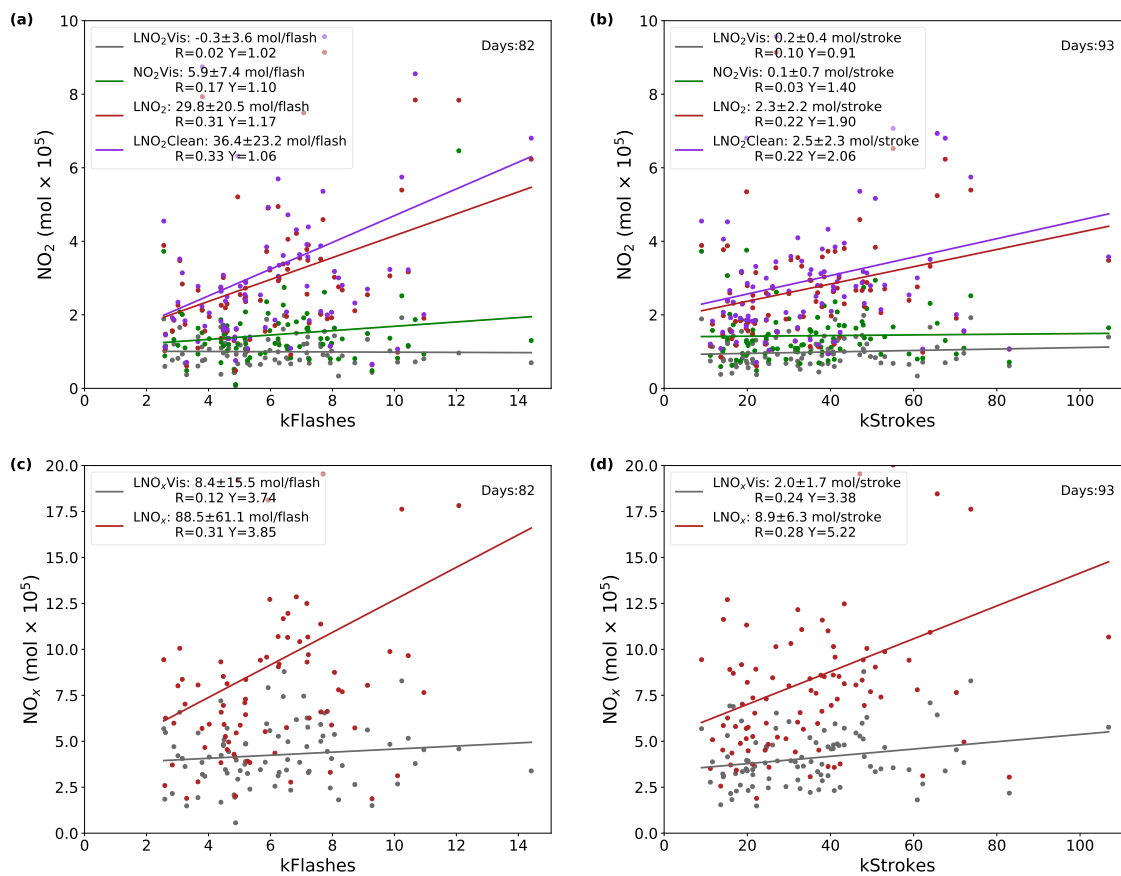 (a)
10
8
6
4
2
0
NO₂ (mol × 10⁵)
LNO₂Vis: -0.3±3.6 mol/flash
R=0.02 Y=1.02
NO₂Vis: 5.9±7.4 mol/flash
R=0.17 Y=1.10
LNO₂: 29.8±20.5 mol/flash
R=0.31 Y=1.17
LNO₂Clean: 36.4±23.2 mol/flash
R=0.33 Y=1.06
Days:82
0 2 4 6 8 10 12 14
kFlashes
(b)
10
8
6
4
2
0
NO₂ (mol × 10⁵)
LNO₂Vis: 0.2±0.4 mol/stroke
R=0.10 Y=0.91
NO₂Vis: 0.1±0.7 mol/stroke
R=0.03 Y=1.40
LNO₂: 2.3±2.2 mol/stroke
R=0.22 Y=1.90
LNO₂Clean: 2.5±2.3 mol/stroke
R=0.22 Y=2.06
Days:93
0 20 40 60 80 100
kStrokes
(c)
20.0
17.5
15.0
12.5
10.0
7.5
5.0
2.5
0.0
NOₓ (mol × 10⁵)
LNOₓVis: 8.4±15.5 mol/flash
R=0.12 Y=3.74
LNOₓ: 88.5±61.1 mol/flash
R=0.31 Y=3.85
Days:82
0 2 4 6 8 10 12 14
kFlashes
(d)
20.0
17.5
15.0
12.5
10.0
7.5
5.0
2.5
0.0
NOₓ (mol × 10⁵)
LNOₓVis: 2.0±1.7 mol/stroke
R=0.24 Y=3.38
LNOₓ: 8.9±6.3 mol/stroke
R=0.28 Y=5.22
Days:93
0 20 40 60 80 100
kStrokes